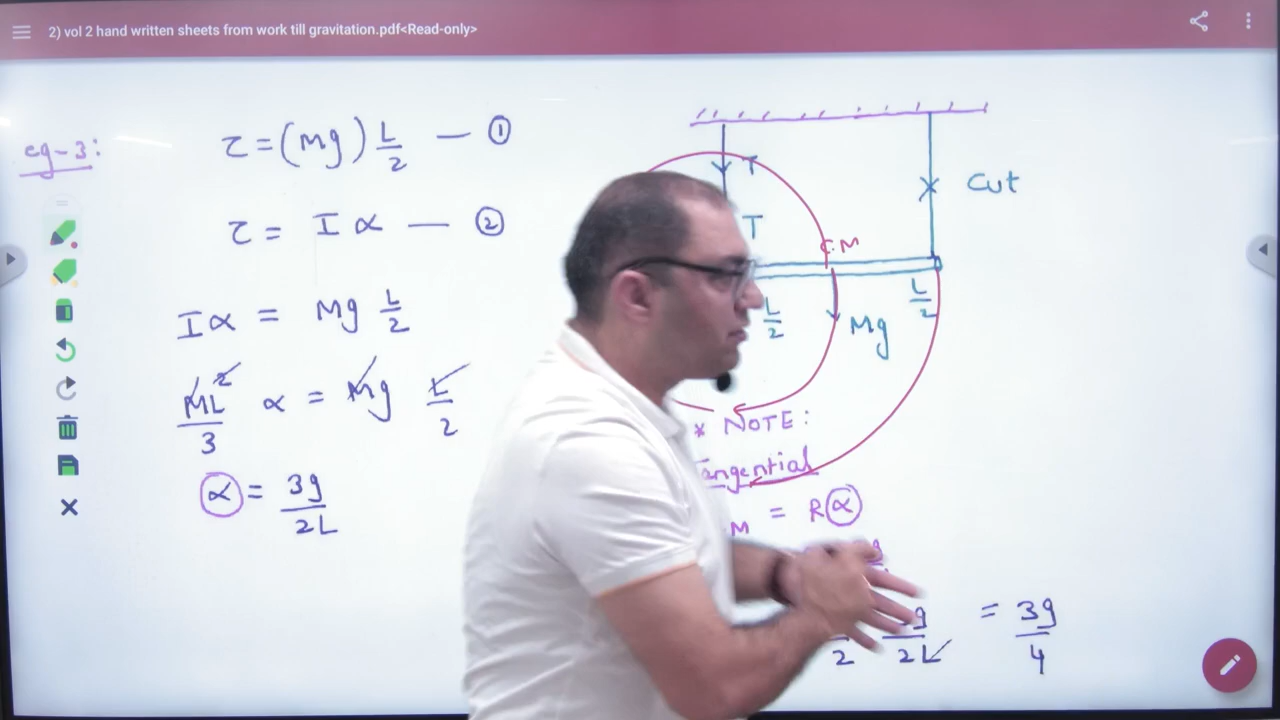 2) vol 2 hand written sheets from work till gravitation.pdf<Read-only>
eg-3:
τ = (Mg) L/2 — ①
τ = I α — ②
Iα = Mg L/2
ML²/3 α = Mg L/2
α = 3g/2L
T
Cut
T
C.M
L/2
Mg
L/2
* NOTE:
Tangential
M = Rα
2
g/2L = 3g/4